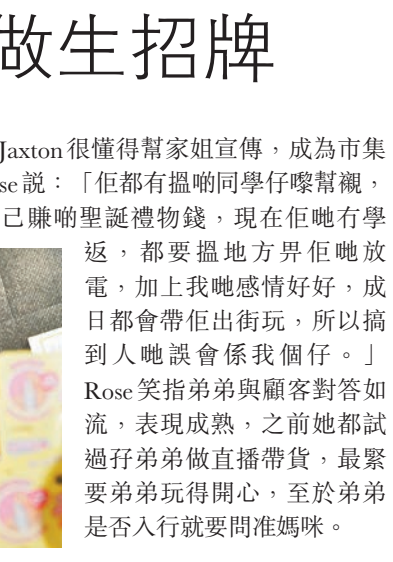 做生招牌
Jaxton很懂得幫家姐宣傳，成為市集
se説：「佢都有搵啲同學仔嚟幫襯，
己賺啲聖誕禮物錢，現在佢哋冇學
返，都要搵地方畀佢哋放
電，加上我哋感情好好，成
日都會帶佢出街玩，所以搞
到人哋誤會係我個仔。」
Rose笑指弟弟與顧客對答如
流，表現成熟，之前她都試
過孖弟弟做直播帶貨，最緊
要弟弟玩得開心，至於弟弟
是否入行就要問准媽咪。